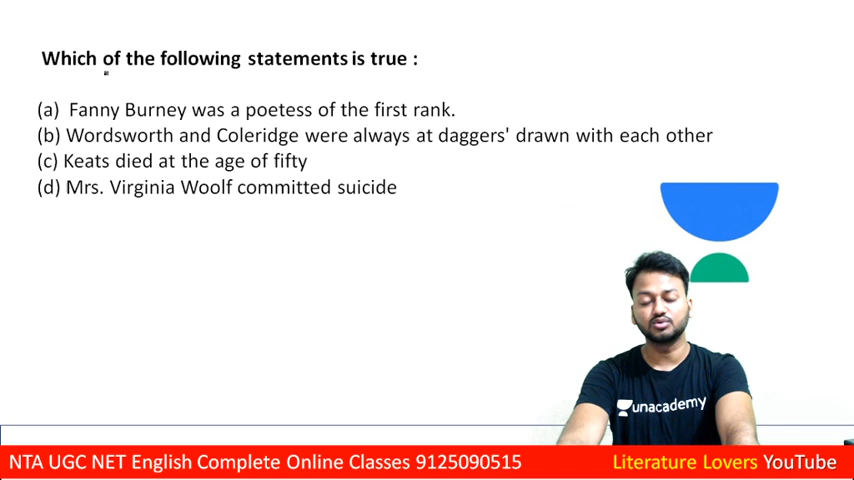 Which of the following statements is true :
(a) Fanny Burney was a poetess of the first rank.
(b) Wordsworth and Coleridge were always at daggers' drawn with each other
(c) Keats died at the age of fifty
(d) Mrs. Virginia Woolf committed suicide
unacademy
NTA UGC NET English Complete Online Classes 9125090515 Literature Lovers YouTube